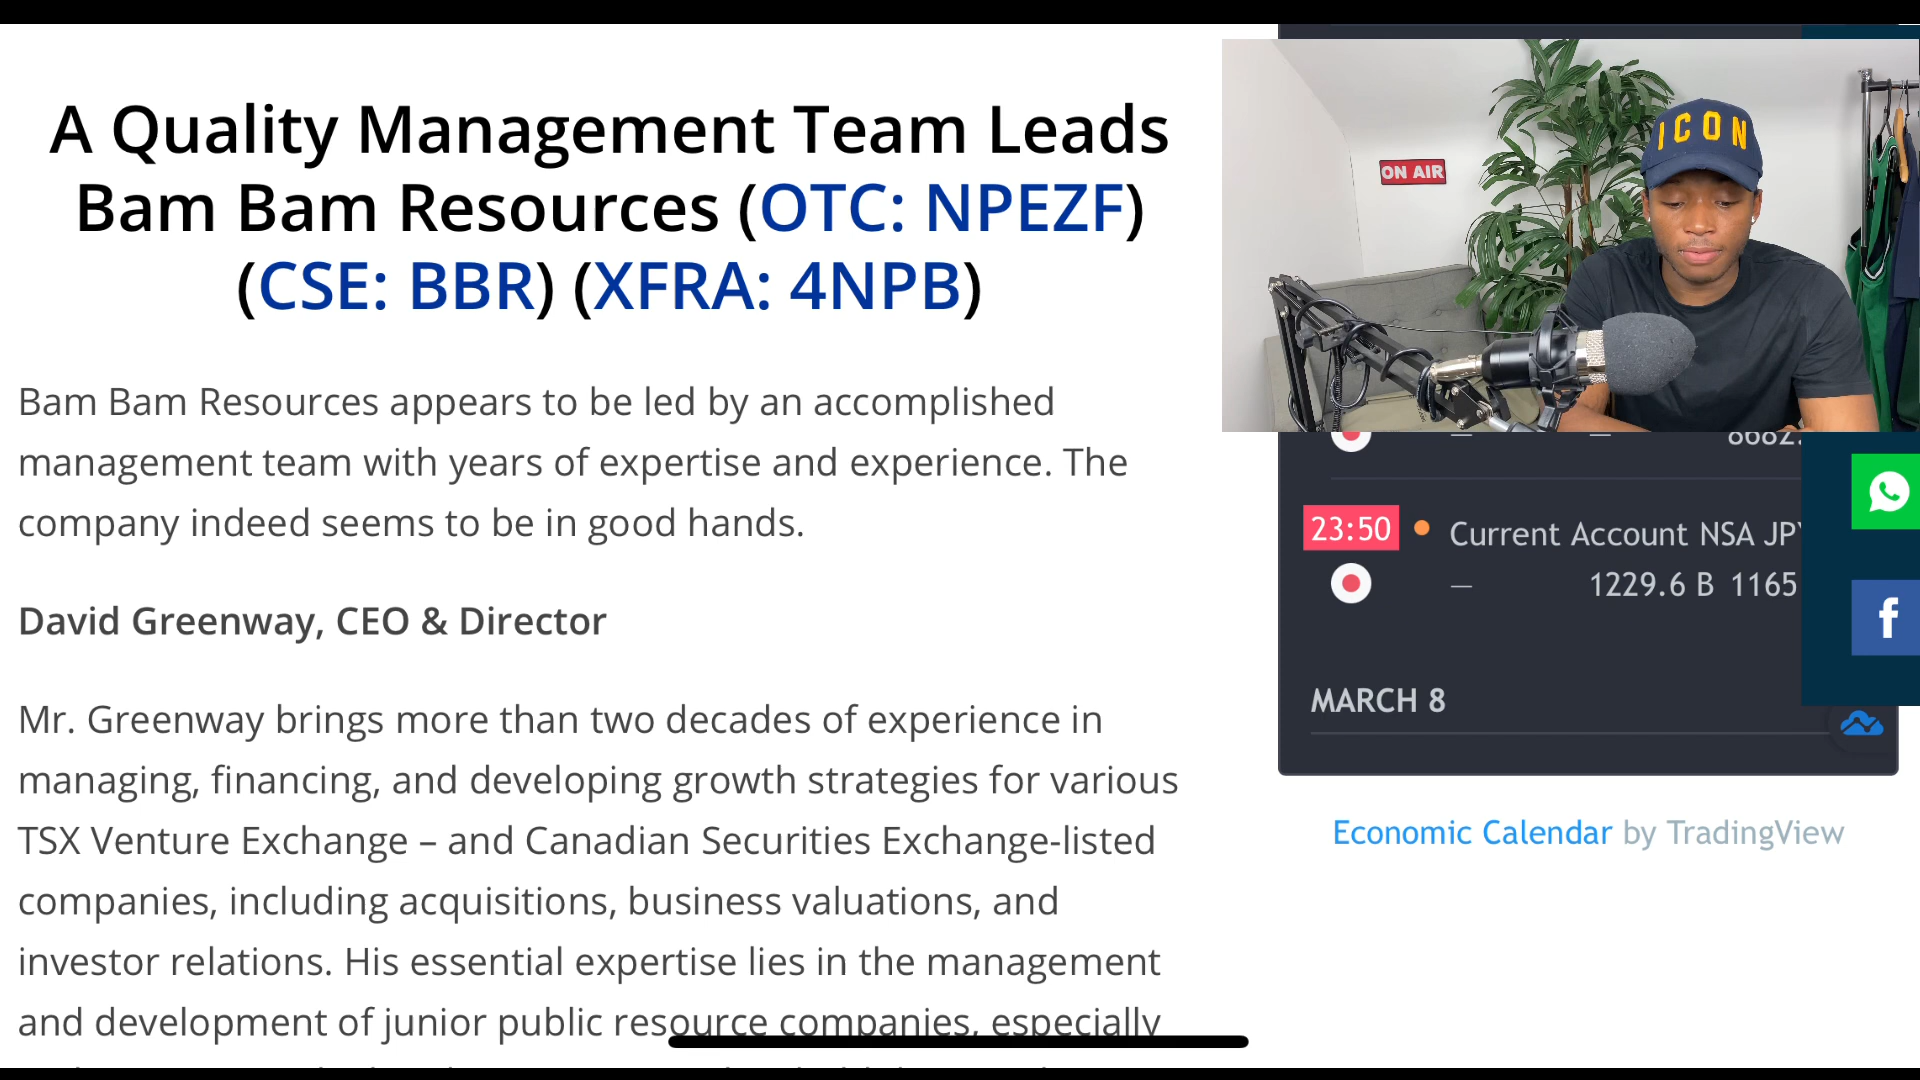 A Quality Management Team Leads
Bam Bam Resources (OTC: NPEZF)
(CSE: BBR) (XFRA: 4NPB)
Bam Bam Resources appears to be led by an accomplished
management team with years of expertise and experience. The
company indeed seems to be in good hands.
David Greenway, CEO & Director
Mr. Greenway brings more than two decades of experience in
managing, financing, and developing growth strategies for various
TSX Venture Exchange – and Canadian Securities Exchange-listed
companies, including acquisitions, business valuations, and
investor relations. His essential expertise lies in the management
and development of junior public resource companies, especially
ICON
ON AIR
— —
23:50 Current Account NSA JPY
— 1229.6 B 1165
MARCH 8
Economic Calendar by TradingView
f